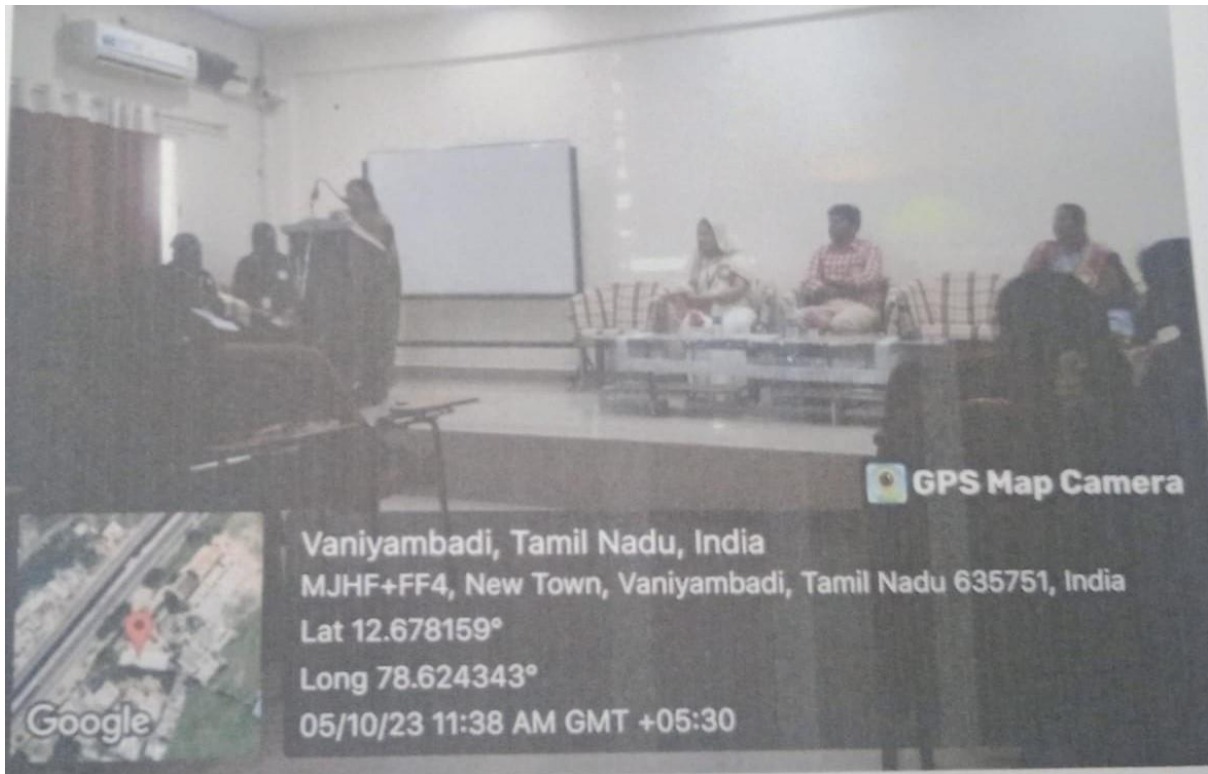 GPS Map Camera
Vaniyambadi, Tamil Nadu, India
MJHF+FF4, New Town, Vaniyambadi, Tamil Nadu 635751, India
Lat 12.678159°
Long 78.624343°
05/10/23 11:38 AM GMT +05:30
Google